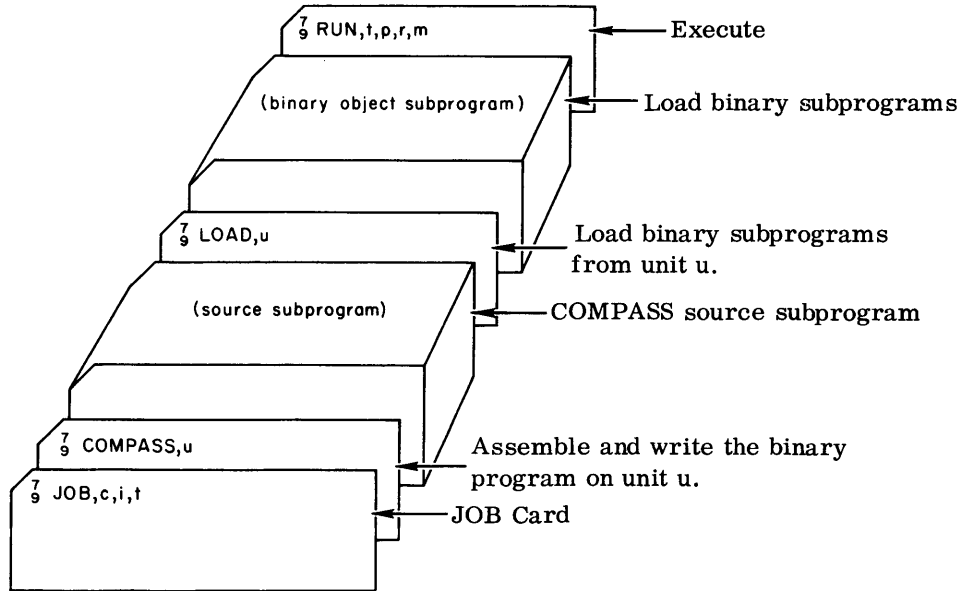 7
9 RUN,t,p,r,m
Execute
(binary object subprogram)
Load binary subprograms
7
9 LOAD,u
Load binary subprograms
from unit u.
(source subprogram)
COMPASS source subprogram
7
9 COMPASS,u
Assemble and write the binary
program on unit u.
7
9 JOB,c,i,t
JOB Card